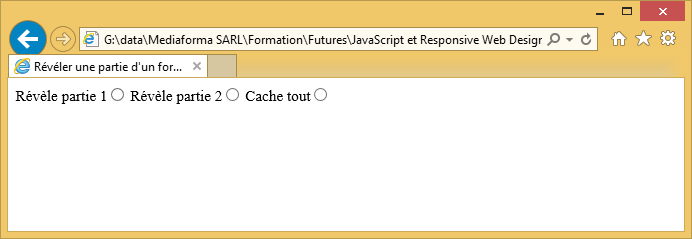 G:\data\Mediaforma SARL\Formation\Futures\JavaScript et Responsive Web Design
Révéler une partie d'un for...
Révèle partie 1 Révèle partie 2 Cache tout